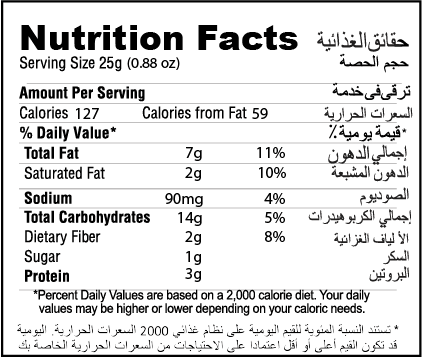 Nutrition Facts حقائق الغذائية
Serving Size 25g (0.88 oz) حجم الحصة
Amount Per Serving ترقى فى خدمة
Calories 127 Calories from Fat 59 السعرات الحرارية
% Daily Value* *قيمة يومية ٪
Total Fat 7g 11% إجمالي الدهون
Saturated Fat 2g 10% الدهون المشبعة
Sodium 90mg 4% الصوديوم
Total Carbohydrates 14g 5% إجمالي الكربوهيدرات
Dietary Fiber 2g 8% الألياف الغزائية
Sugar 1g السكر
Protein 3g البروتين
*Percent Daily Values are based on a 2,000 calorie diet. Your daily
values may be higher or lower depending on your caloric needs.
* تستند النسبة المئوية للقيم اليومية على نظام غذائي 2000 السعرات الحرارية. اليومية
قد تكون القيم أعلى أو أقل اعتمادا على الاحتياجات من السعرات الحرارية الخاصة بك